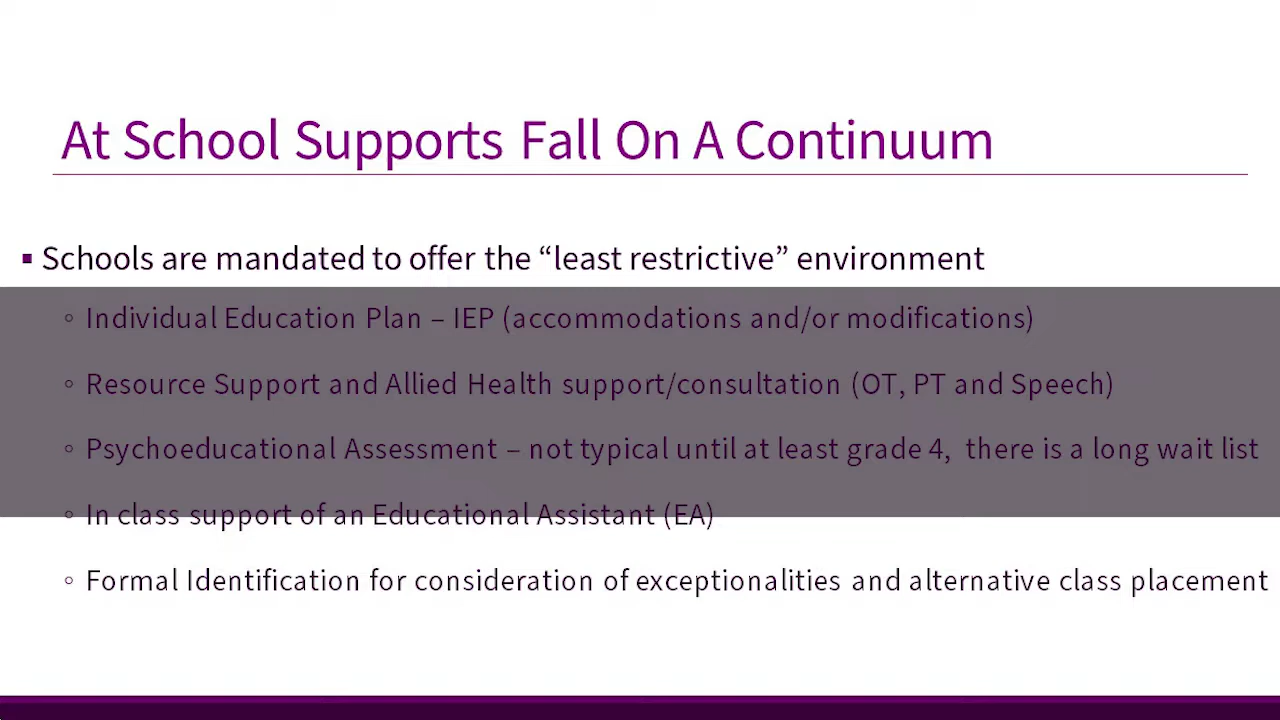 At School Supports Fall On A Continuum
▪ Schools are mandated to offer the “least restrictive” environment
◦ Individual Education Plan – IEP (accommodations and/or modifications)
◦ Resource Support and Allied Health support/consultation (OT, PT and Speech)
◦ Psychoeducational Assessment – not typical until at least grade 4, there is a long wait list
◦ In class support of an Educational Assistant (EA)
◦ Formal Identification for consideration of exceptionalities and alternative class placement